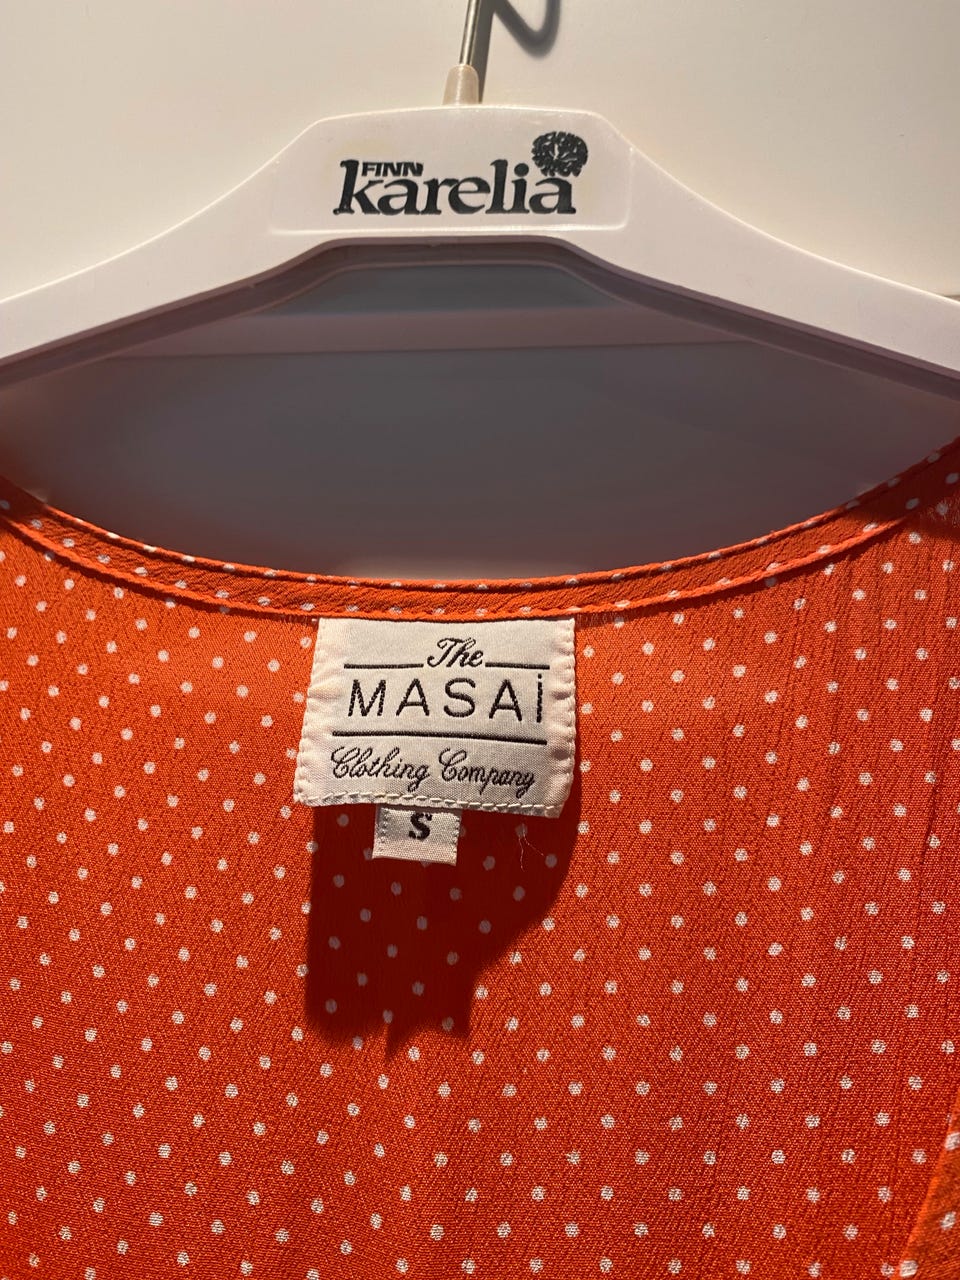 FINN
karelia
The
MASAi
Clothing Company
S